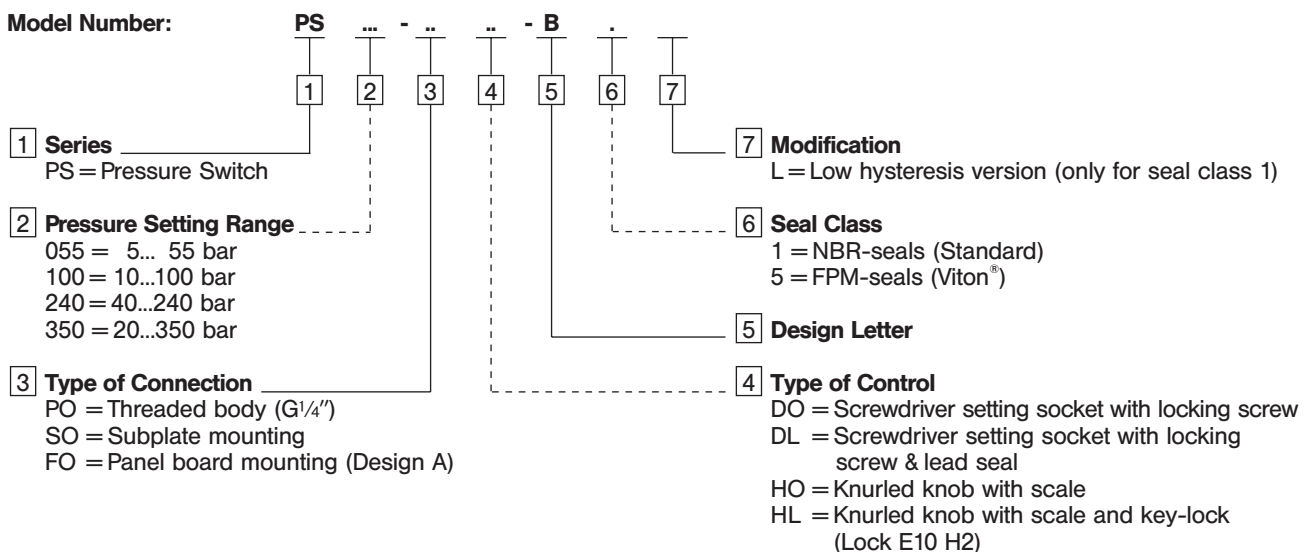 Model Number: PS ... - .. .. - B .
1 2 3 4 5 6 7
1 Series
PS = Pressure Switch
2 Pressure Setting Range
055 = 5... 55 bar
100 = 10...100 bar
240 = 40...240 bar
350 = 20...350 bar
3 Type of Connection
PO = Threaded body (G1/4″)
SO = Subplate mounting
FO = Panel board mounting (Design A)
7 Modification
L = Low hysteresis version (only for seal class 1)
6 Seal Class
1 = NBR-seals (Standard)
5 = FPM-seals (Viton®)
5 Design Letter
4 Type of Control
DO = Screwdriver setting socket with locking screw
DL = Screwdriver setting socket with locking
screw & lead seal
HO = Knurled knob with scale
HL = Knurled knob with scale and key-lock
(Lock E10 H2)